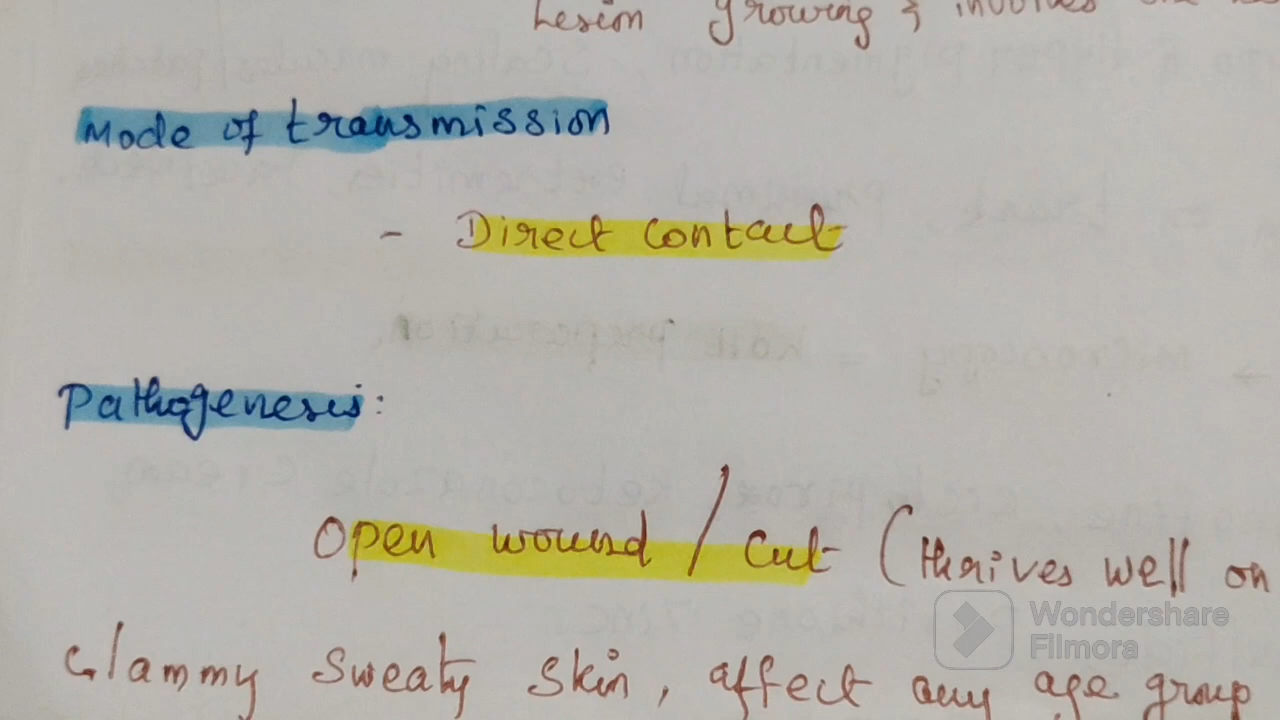 Lesion growing & involves
Mode of transmission
- Direct contact
Pathogenesis:
Open wound / cut (thrives well on
clammy sweaty skin, affect any age group
Wondershare
Filmora